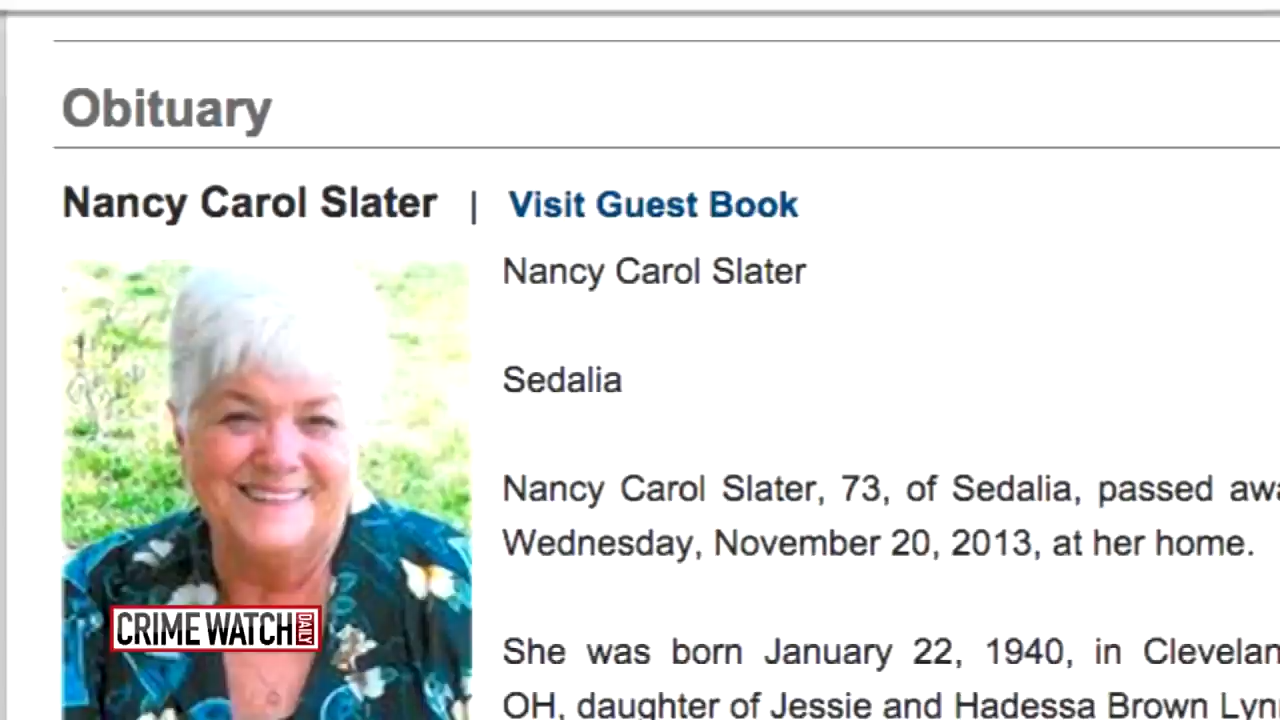 Obituary
Nancy Carol Slater | Visit Guest Book
Nancy Carol Slater
Sedalia
Nancy Carol Slater, 73, of Sedalia, passed
Wednesday, November 20, 2013, at her home.
She was born January 22, 1940, in
OH, daughter of Jessie and Hadessa Brown
CRIME WATCH DAILY